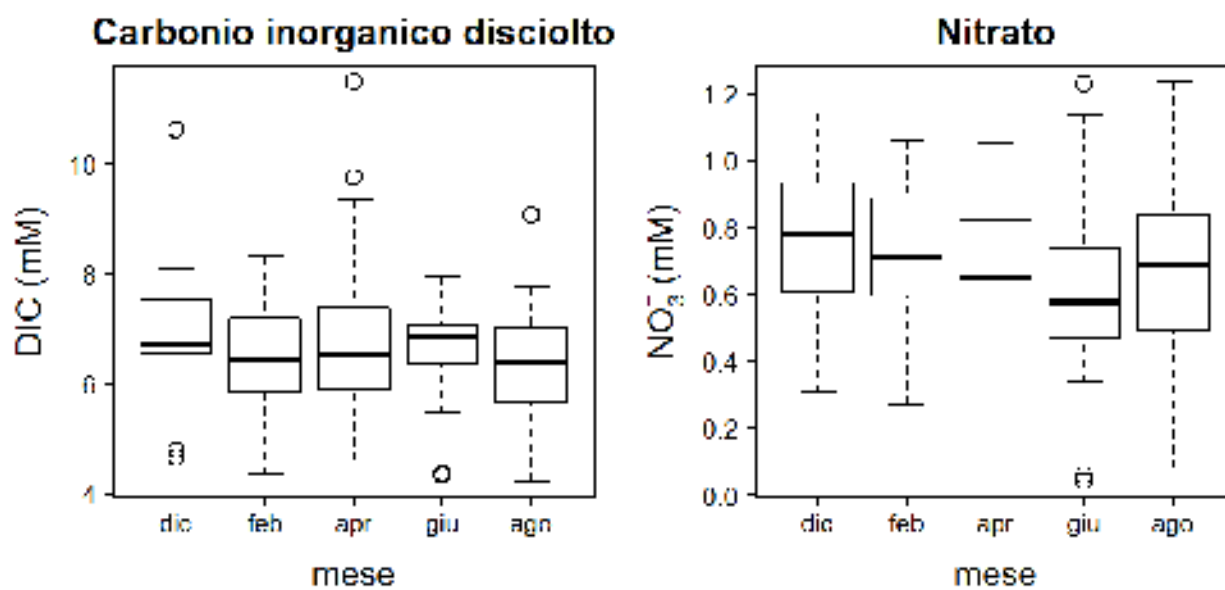 Carbonio inorganico disciolto
DIC (mM)
10
8
6
4
dic feb apr giu ago
mese
Nitrato
NO₃⁻ (mM)
1.2
1.0
0.8
0.6
0.4
0.2
0.0
dic feb apr giu ago
mese